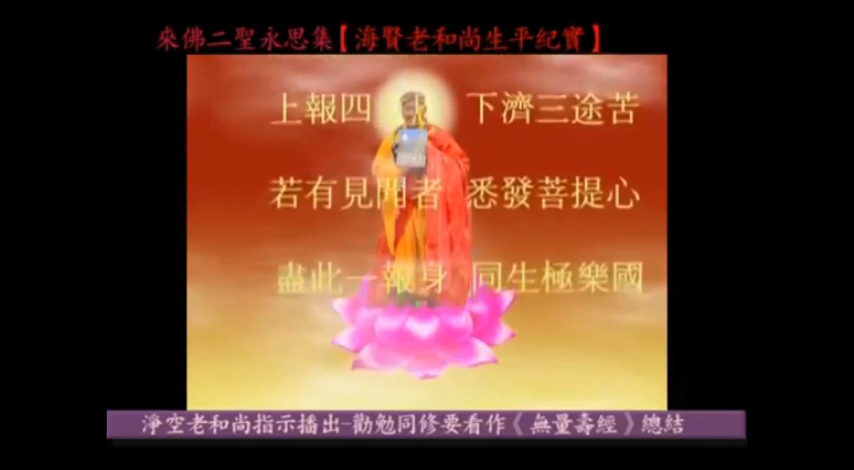 來佛二聖永思集【海賢老和尚生平紀實】
上報四 恩 下濟三途苦
若有見聞者 悉發菩提心
盡此一報身 同生極樂國
淨空老和尚指示播出-勸勉同修要看作《無量壽經》總結